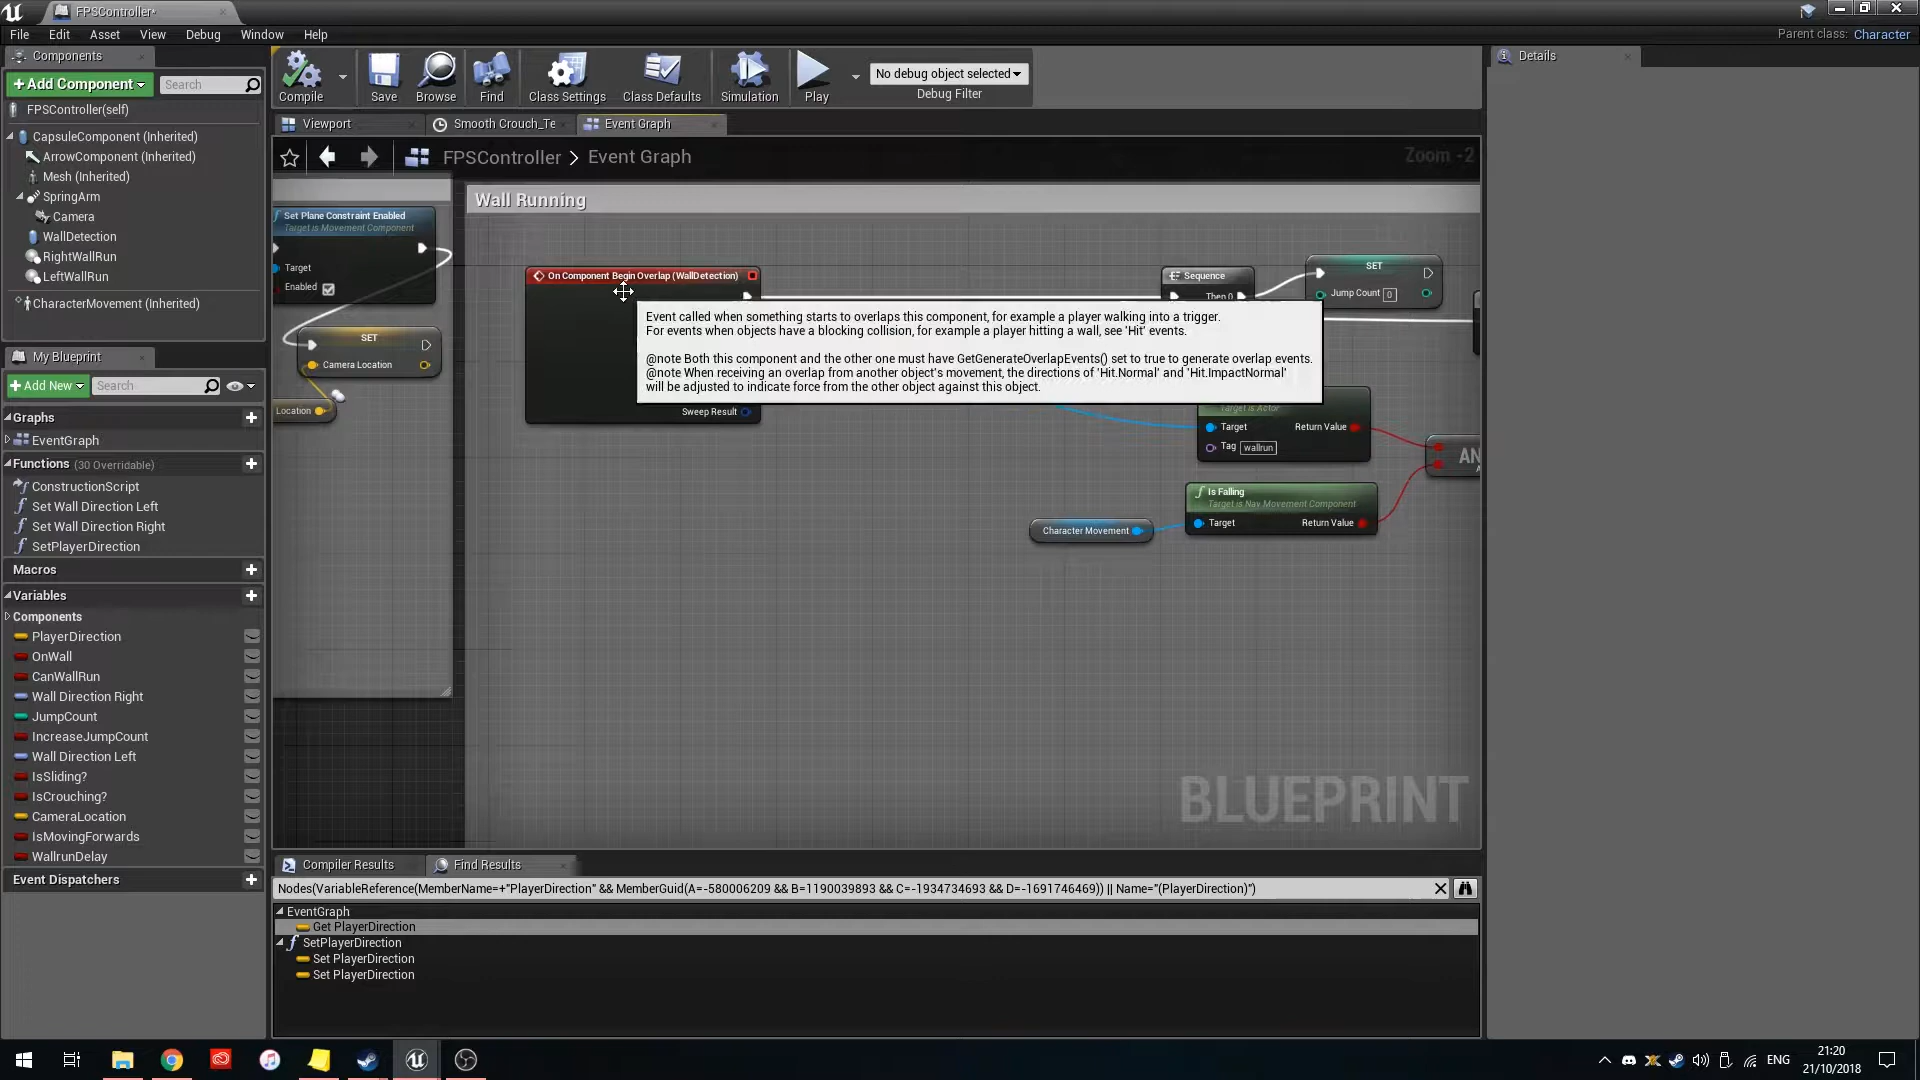 FPSController*
File Edit Asset View Debug Window Help
Parent class: Character
Components
+Add Component
Search
FPSController(self)
CapsuleComponent (Inherited)
ArrowComponent (Inherited)
Mesh (Inherited)
SpringArm
Camera
WallDetection
RightWallRun
LeftWallRun
CharacterMovement (Inherited)
My Blueprint
+Add New
Search
Graphs
EventGraph
Functions (30 Overridable)
ConstructionScript
Set Wall Direction Left
Set Wall Direction Right
SetPlayerDirection
Macros
Variables
Components
PlayerDirection
OnWall
CanWallRun
Wall Direction Right
JumpCount
IncreaseJumpCount
Wall Direction Left
IsSliding?
IsCrouching?
CameraLocation
IsMovingForwards
WallrunDelay
Event Dispatchers
Compile
Save
Browse
Find
Class Settings
Class Defaults
Simulation
Play
No debug object selected
Debug Filter
Viewport
Smooth Crouch_Te
Event Graph
FPSController > Event Graph
Zoom -2
Wall Running
Set Plane Constraint Enabled
Target is Movement Component
Target
Enabled
SET
Camera Location
Location
On Component Begin Overlap (WallDetection)
Sweep Result
Event called when something starts to overlaps this component, for example a player walking into a trigger.
For events when objects have a blocking collision, for example a player hitting a wall, see 'Hit' events.
@note Both this component and the other one must have GetGenerateOverlapEvents() set to true to generate overlap events.
@note When receiving an overlap from another object's movement, the directions of 'Hit.Normal' and 'Hit.ImpactNormal'
will be adjusted to indicate force from the other object against this object.
Sequence
Then 0
SET
Jump Count 0
Target is Actor
Target
Return Value
Tag wallrun
AN
Is Falling
Target is Nav Movement Component
Target
Return Value
Character Movement
BLUEPRINT
Compiler Results
Find Results
Nodes(VariableReference(MemberName=+"PlayerDirection" && MemberGuid(A=-580006209 && B=1190039893 && C=-1934734693 && D=-1691746469)) || Name="(PlayerDirection)")
EventGraph
Get PlayerDirection
SetPlayerDirection
Set PlayerDirection
Set PlayerDirection
Details
ENG
21:20
21/10/2018